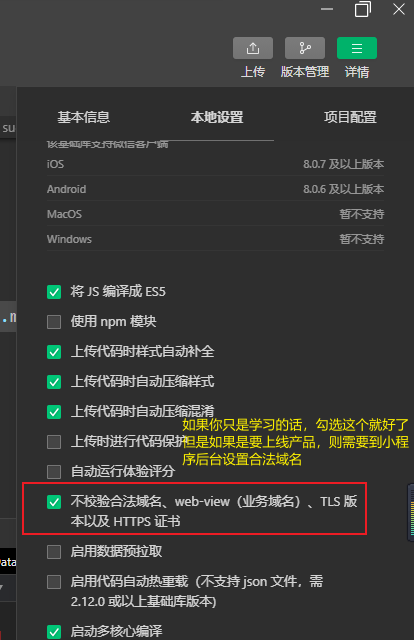 上传 版本管理 详情
基本信息 本地设置 项目配置
su
该基础库支持微信客户端
iOS 8.0.7 及以上版本
Android 8.0.6 及以上版本
MacOS 暂不支持
Windows 暂不支持
将 JS 编译成 ES5
.m
使用 npm 模块
上传代码时样式自动补全
上传代码时自动压缩样式
上传代码时自动压缩混淆
如果你只是学习的话，勾选这个就好了
上传时进行代码保护
但是如果是要上线产品，则需要到小程
序后台设置合法域名
自动运行体验评分
不校验合法域名、web-view（业务域名）、TLS 版
本以及 HTTPS 证书
启用数据预拉取
Data
启用代码自动热重载（不支持 json 文件，需
2.12.0 或以上基础库版本)
启动多核心编译